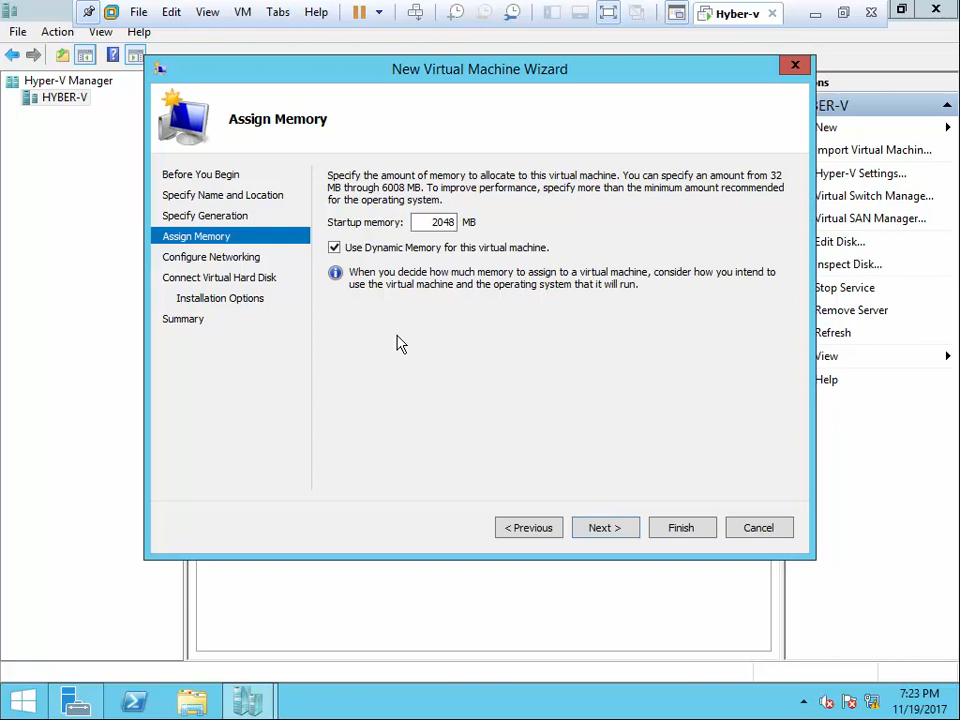 File Edit View VM Tabs Help
Hyber-v
File Action View Help
Hyper-V Manager
HYBER-V
New Virtual Machine Wizard
Assign Memory
Before You Begin
Specify Name and Location
Specify Generation
Assign Memory
Configure Networking
Connect Virtual Hard Disk
Installation Options
Summary
Specify the amount of memory to allocate to this virtual machine. You can specify an amount from 32
MB through 6008 MB. To improve performance, specify more than the minimum amount recommended
for the operating system.
Startup memory: 2048 MB
Use Dynamic Memory for this virtual machine.
When you decide how much memory to assign to a virtual machine, consider how you intend to
use the virtual machine and the operating system that it will run.
< Previous
Next >
Finish
Cancel
ons
ER-V
New
mport Virtual Machin...
Hyper-V Settings...
Virtual Switch Manage...
Virtual SAN Manager...
Edit Disk...
nspect Disk...
Stop Service
Remove Server
Refresh
View
Help
7:23 PM
11/19/2017